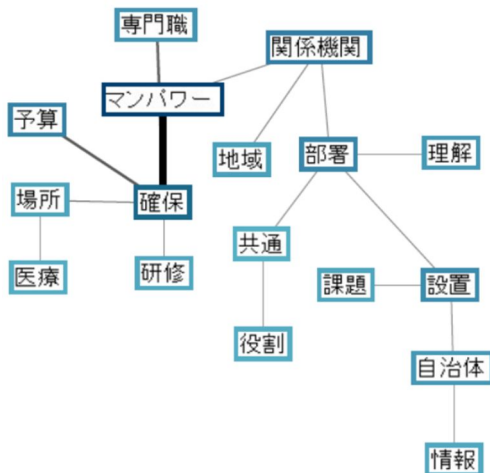 専門職
関係機関
マンパワー
予算
地域
部署
理解
場所
確保
共通
医療
研修
課題
設置
役割
自治体
情報